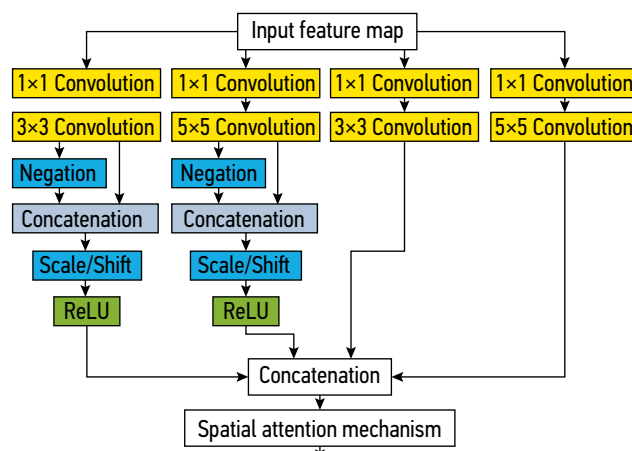 Input feature map
1×1 Convolution
1×1 Convolution
1×1 Convolution
1×1 Convolution
3×3 Convolution
5×5 Convolution
3×3 Convolution
5×5 Convolution
Negation
Negation
Concatenation
Concatenation
Scale/Shift
Scale/Shift
ReLU
ReLU
Concatenation
Spatial attention mechanism